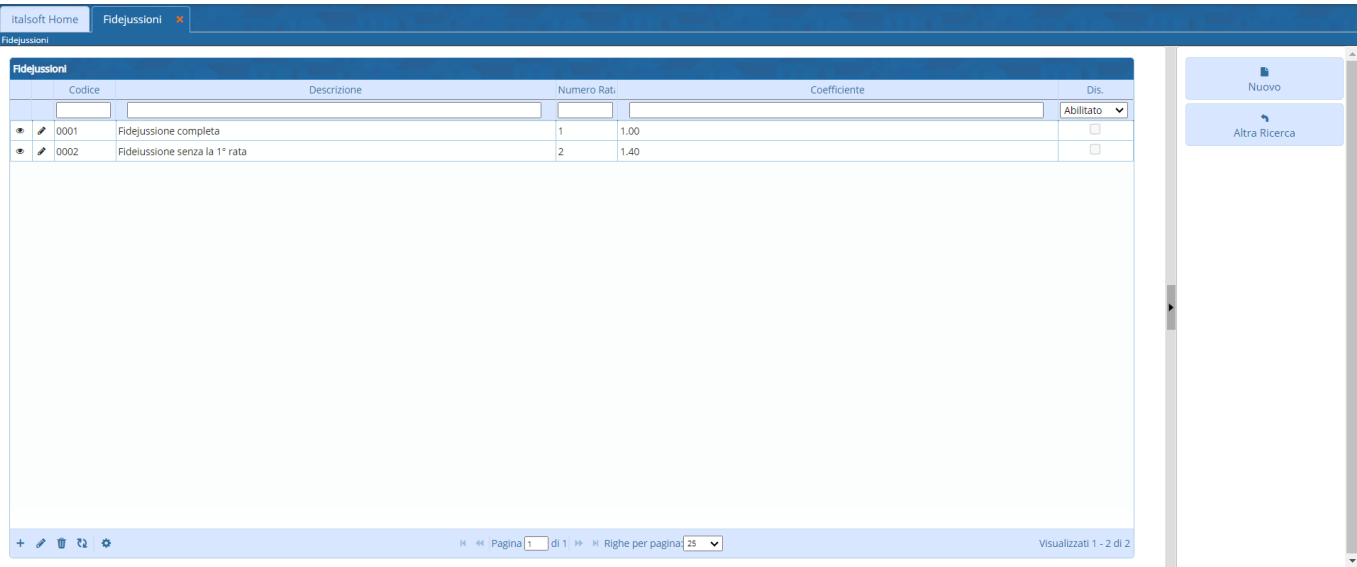 italsoft Home
Fidejussioni
Fidejussioni
Fidejussioni
Codice Descrizione Numero Rat Coefficiente Dis.
Abilitato
0001 Fidejussione completa 1 1.00
0002 Fideiussione senza la 1° rata 2 1.40
Pagina 1 di 1 Righe per pagina: 25 Visualizzati 1 - 2 di 2
Nuovo
Altra Ricerca